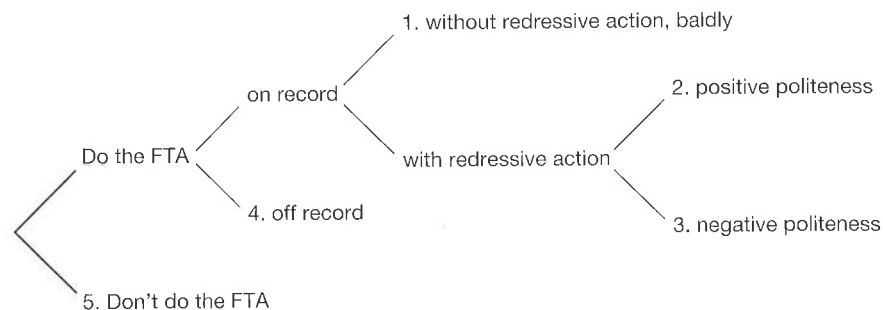 1. without redressive action, baldly
2. positive politeness
on record
Do the FTA
with redressive action
4. off record
3. negative politeness
5. Don't do the FTA